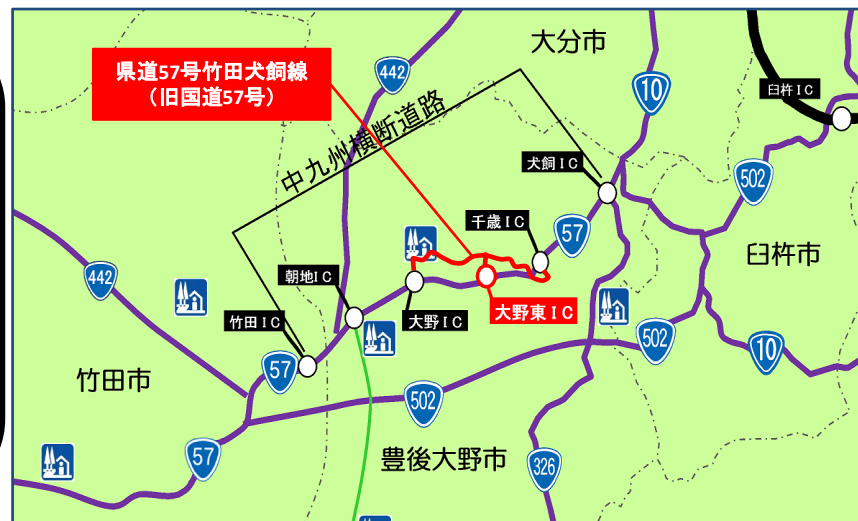 大分市
県道57号竹田犬飼線
（旧国道57号）
442
10
臼杵ＩＣ
中九州横断道路
犬飼ＩＣ
502
千歳ＩＣ
57
臼杵市
442
朝地ＩＣ
竹田ＩＣ
大野ＩＣ
大野東ＩＣ
502
10
竹田市
57
502
57
豊後大野市
326